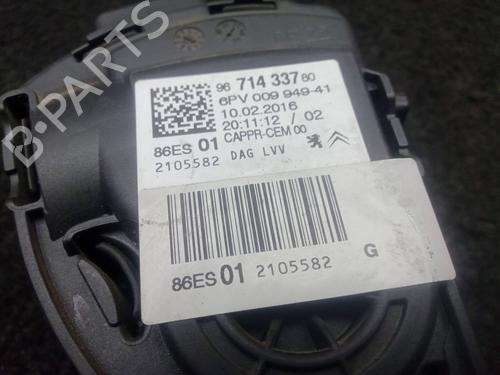 96 714 337 80
6PV 009 949-41
10.02.2016
20:11:12 / 02
CAPPR-CEM 00
86ES 01
2105582 DAG LVV
86ES 01 2105582 G